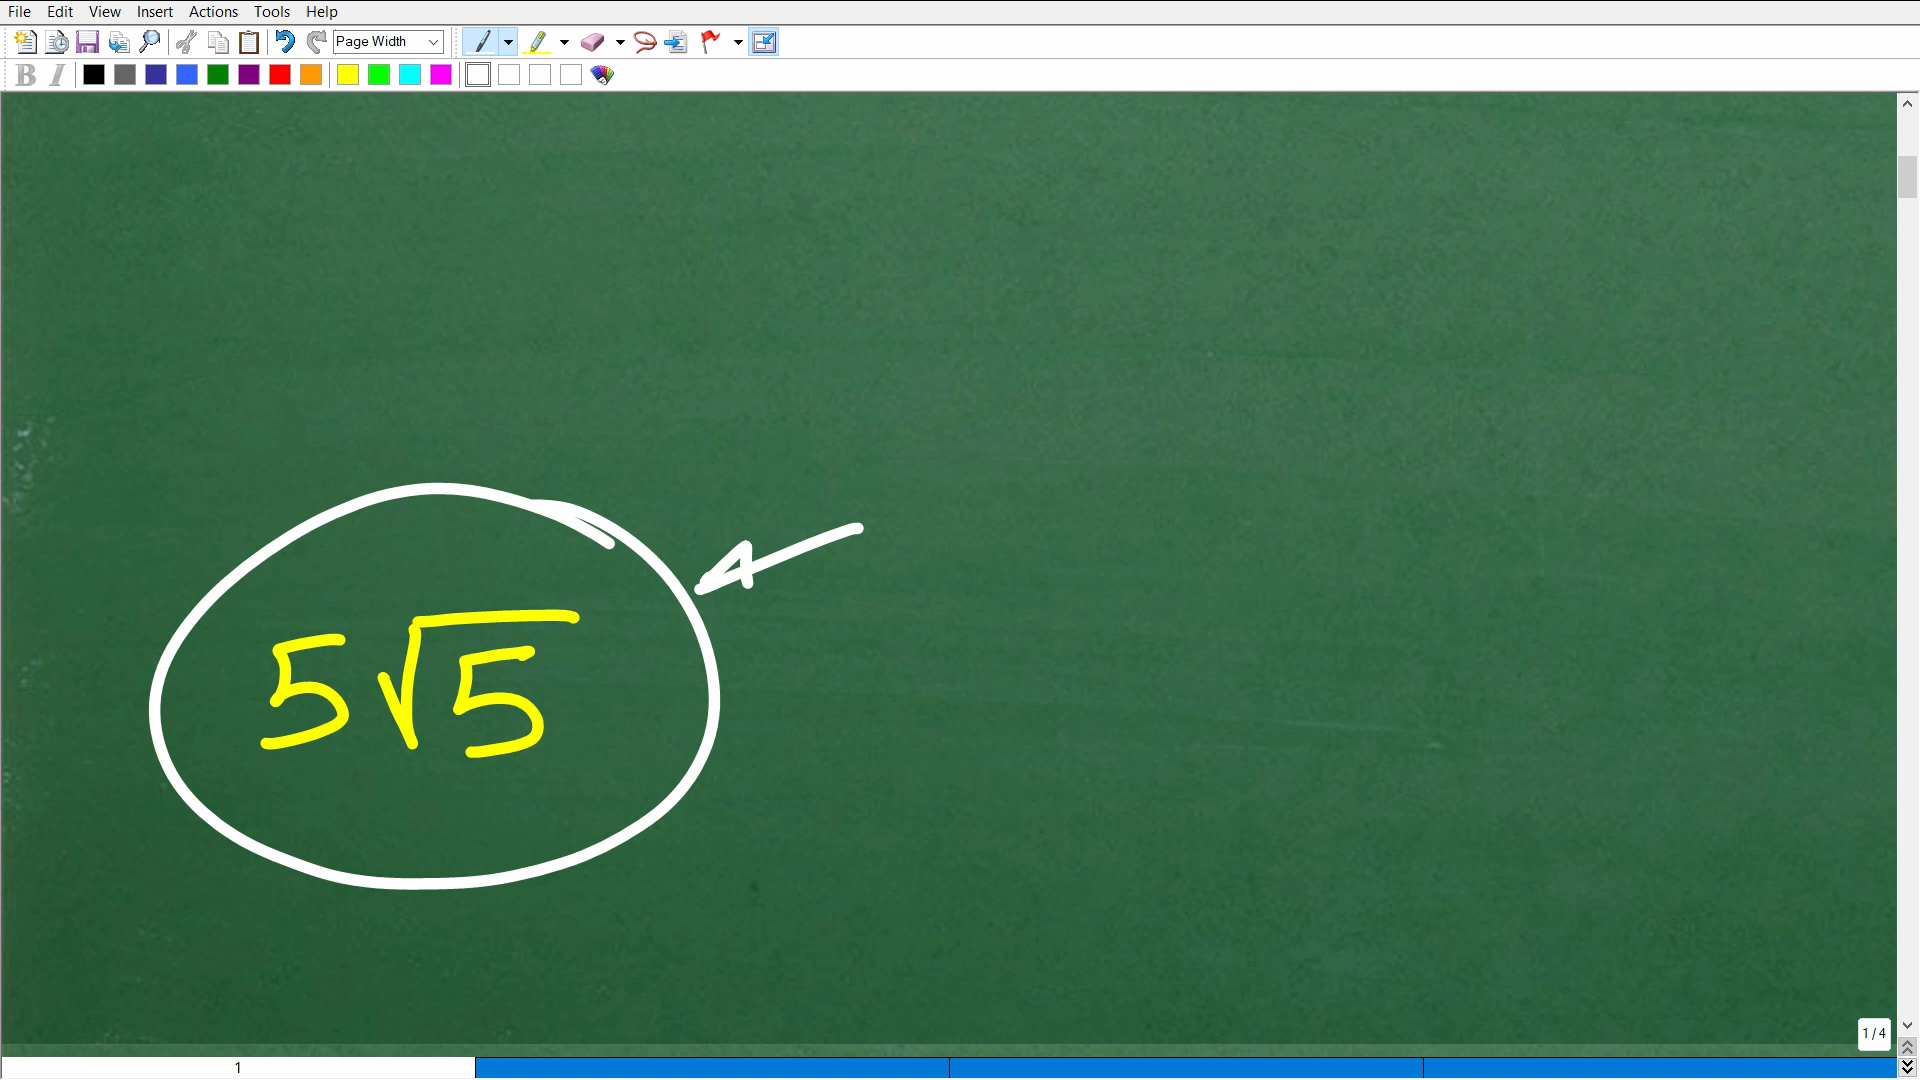 File Edit View Insert Actions Tools Help
Page Width
B I
5√5
1 / 4
1